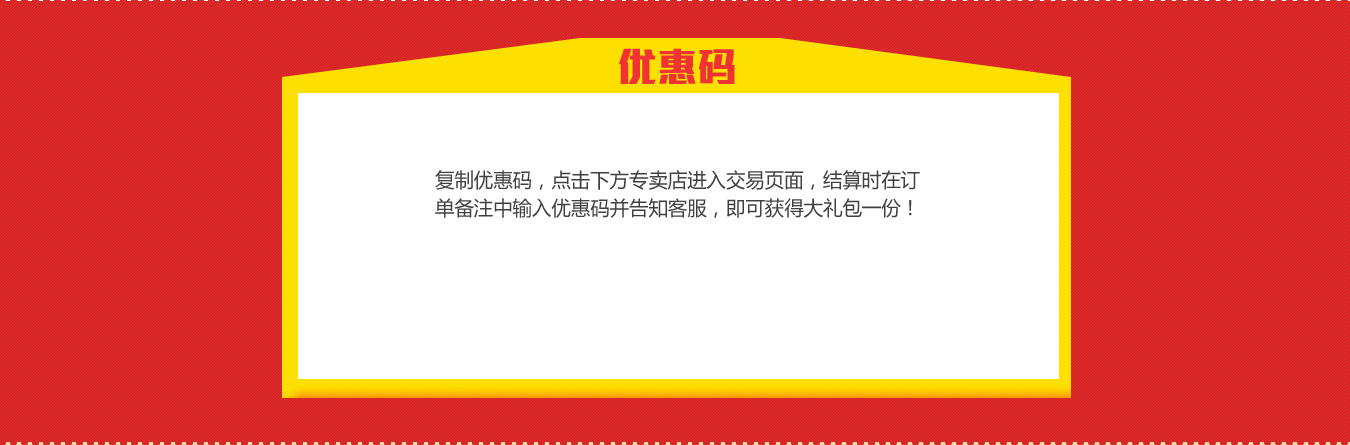 优惠码
复制优惠码，点击下方专卖店进入交易页面，结算时在订
单备注中输入优惠码并告知客服，即可获得大礼包一份！